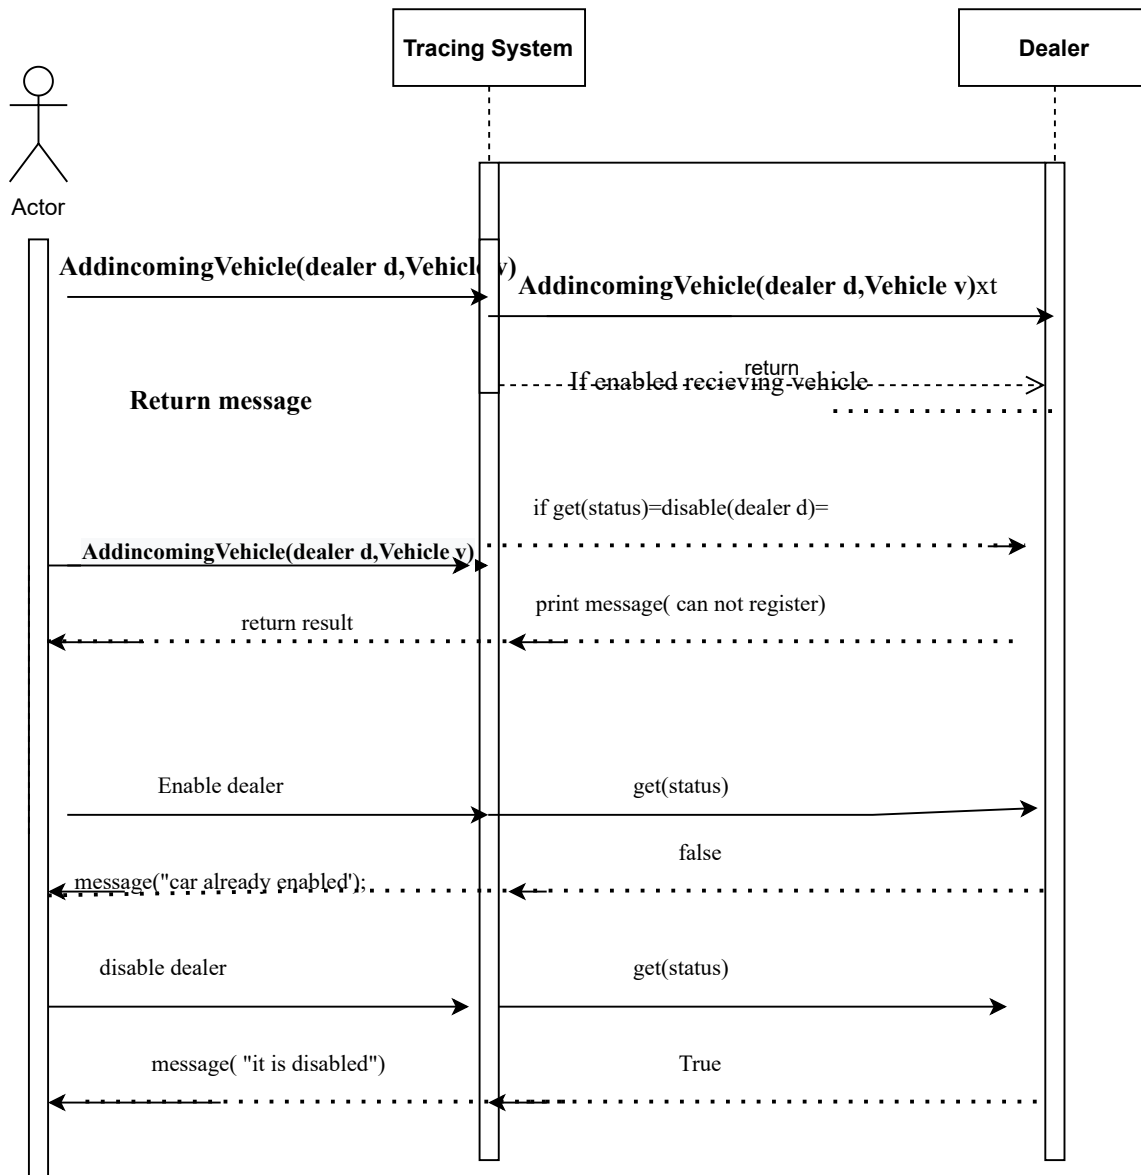 Tracing System
Dealer
Actor
AddincomingVehicle(dealer d,Vehicle v)
AddincomingVehicle(dealer d,Vehicle v)xt
return
If enabled recieving vehicle
Return message
if get(status)=disable(dealer d)=
AddincomingVehicle(dealer d,Vehicle v)
print message( can not register)
return result
Enable dealer
get(status)
false
message("car already enabled');
disable dealer
get(status)
message( "it is disabled")
True